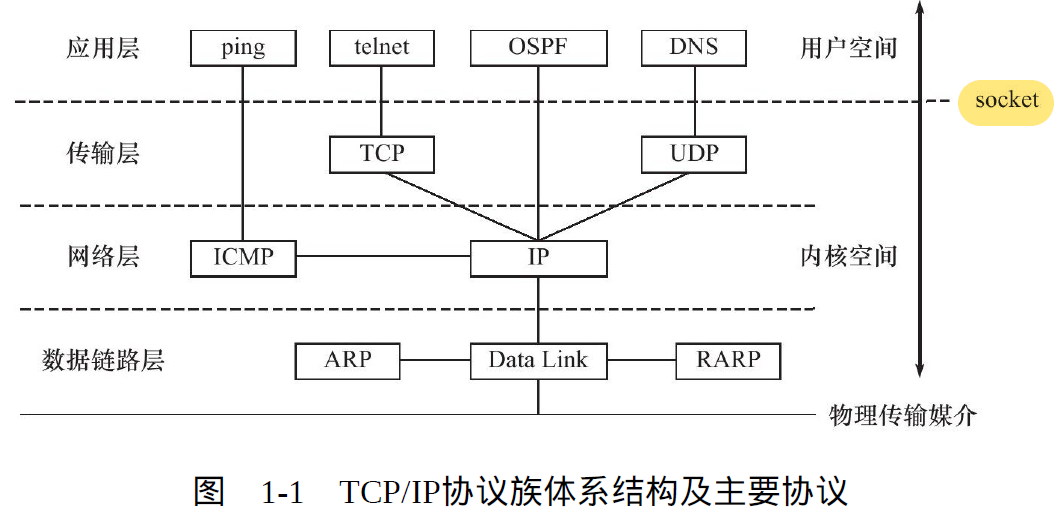 应用层 ping telnet OSPF DNS 用户空间
socket
传输层 TCP UDP
网络层 ICMP IP 内核空间
数据链路层 ARP Data Link RARP
物理传输媒介
图 1-1 TCP/IP协议族体系结构及主要协议